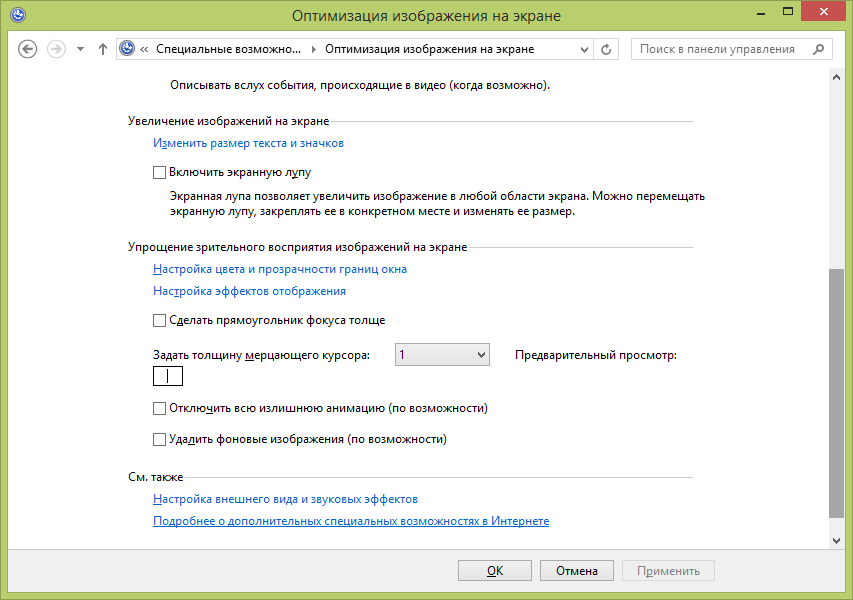 Оптимизация изображения на экране
« Специальные возможно... Оптимизация изображения на экране Поиск в панели управления
Описывать вслух события, происходящие в видео (когда возможно).
Увеличение изображений на экране
Изменить размер текста и значков
Включить экранную лупу
Экранная лупа позволяет увеличить изображение в любой области экрана. Можно перемещать
экранную лупу, закреплять ее в конкретном месте и изменять ее размер.
Упрощение зрительного восприятия изображений на экране
Настройка цвета и прозрачности границ окна
Настройка эффектов отображения
Сделать прямоугольник фокуса толще
Задать толщину мерцающего курсора: 1 Предварительный просмотр:
Отключить всю излишнюю анимацию (по возможности)
Удалить фоновые изображения (по возможности)
См. также
Настройка внешнего вида и звуковых эффектов
Подробнее о дополнительных специальных возможностях в Интернете
ОК Отмена Применить